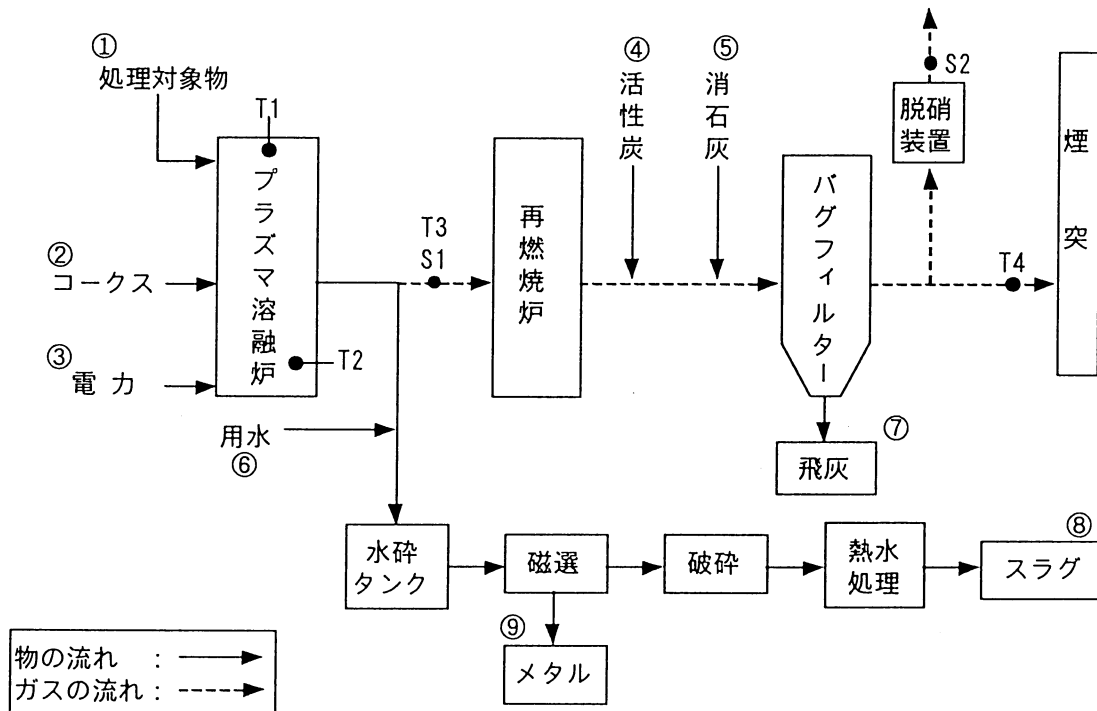 ①
処理対象物
T1
プラズマ溶融炉
②
コークス
③
電力
T2
T3
S1
再燃焼炉
④
活性炭
⑤
消石灰
バグフィルター
S2
脱硝
装置
T4
煙突
用水
⑥
⑦
飛灰
水砕
タンク
磁選
破砕
熱水
処理
⑧
スラグ
⑨
メタル
物の流れ :
ガスの流れ :